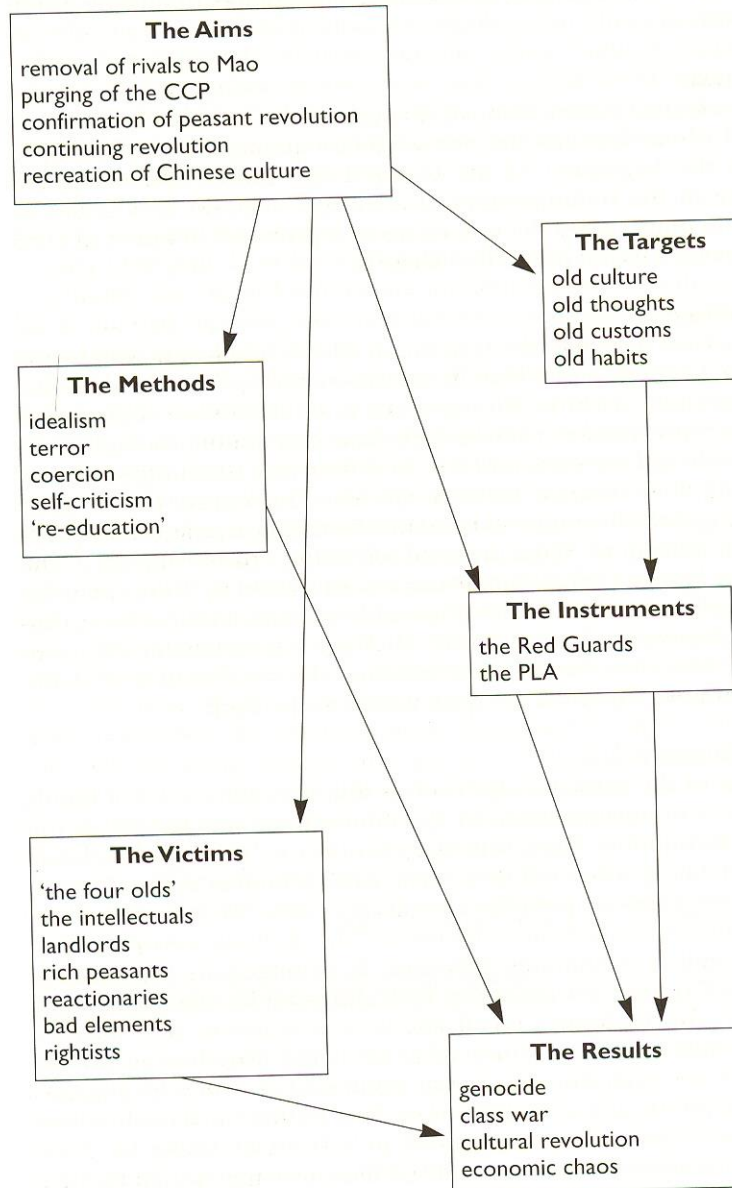 The Aims
removal of rivals to Mao
purging of the CCP
confirmation of peasant revolution
continuing revolution
recreation of Chinese culture
The Targets
old culture
old thoughts
old customs
old habits
The Methods
idealism
terror
coercion
self-criticism
‘re-education’
The Instruments
the Red Guards
the PLA
The Victims
‘the four olds’
the intellectuals
landlords
rich peasants
reactionaries
bad elements
rightists
The Results
genocide
class war
cultural revolution
economic chaos